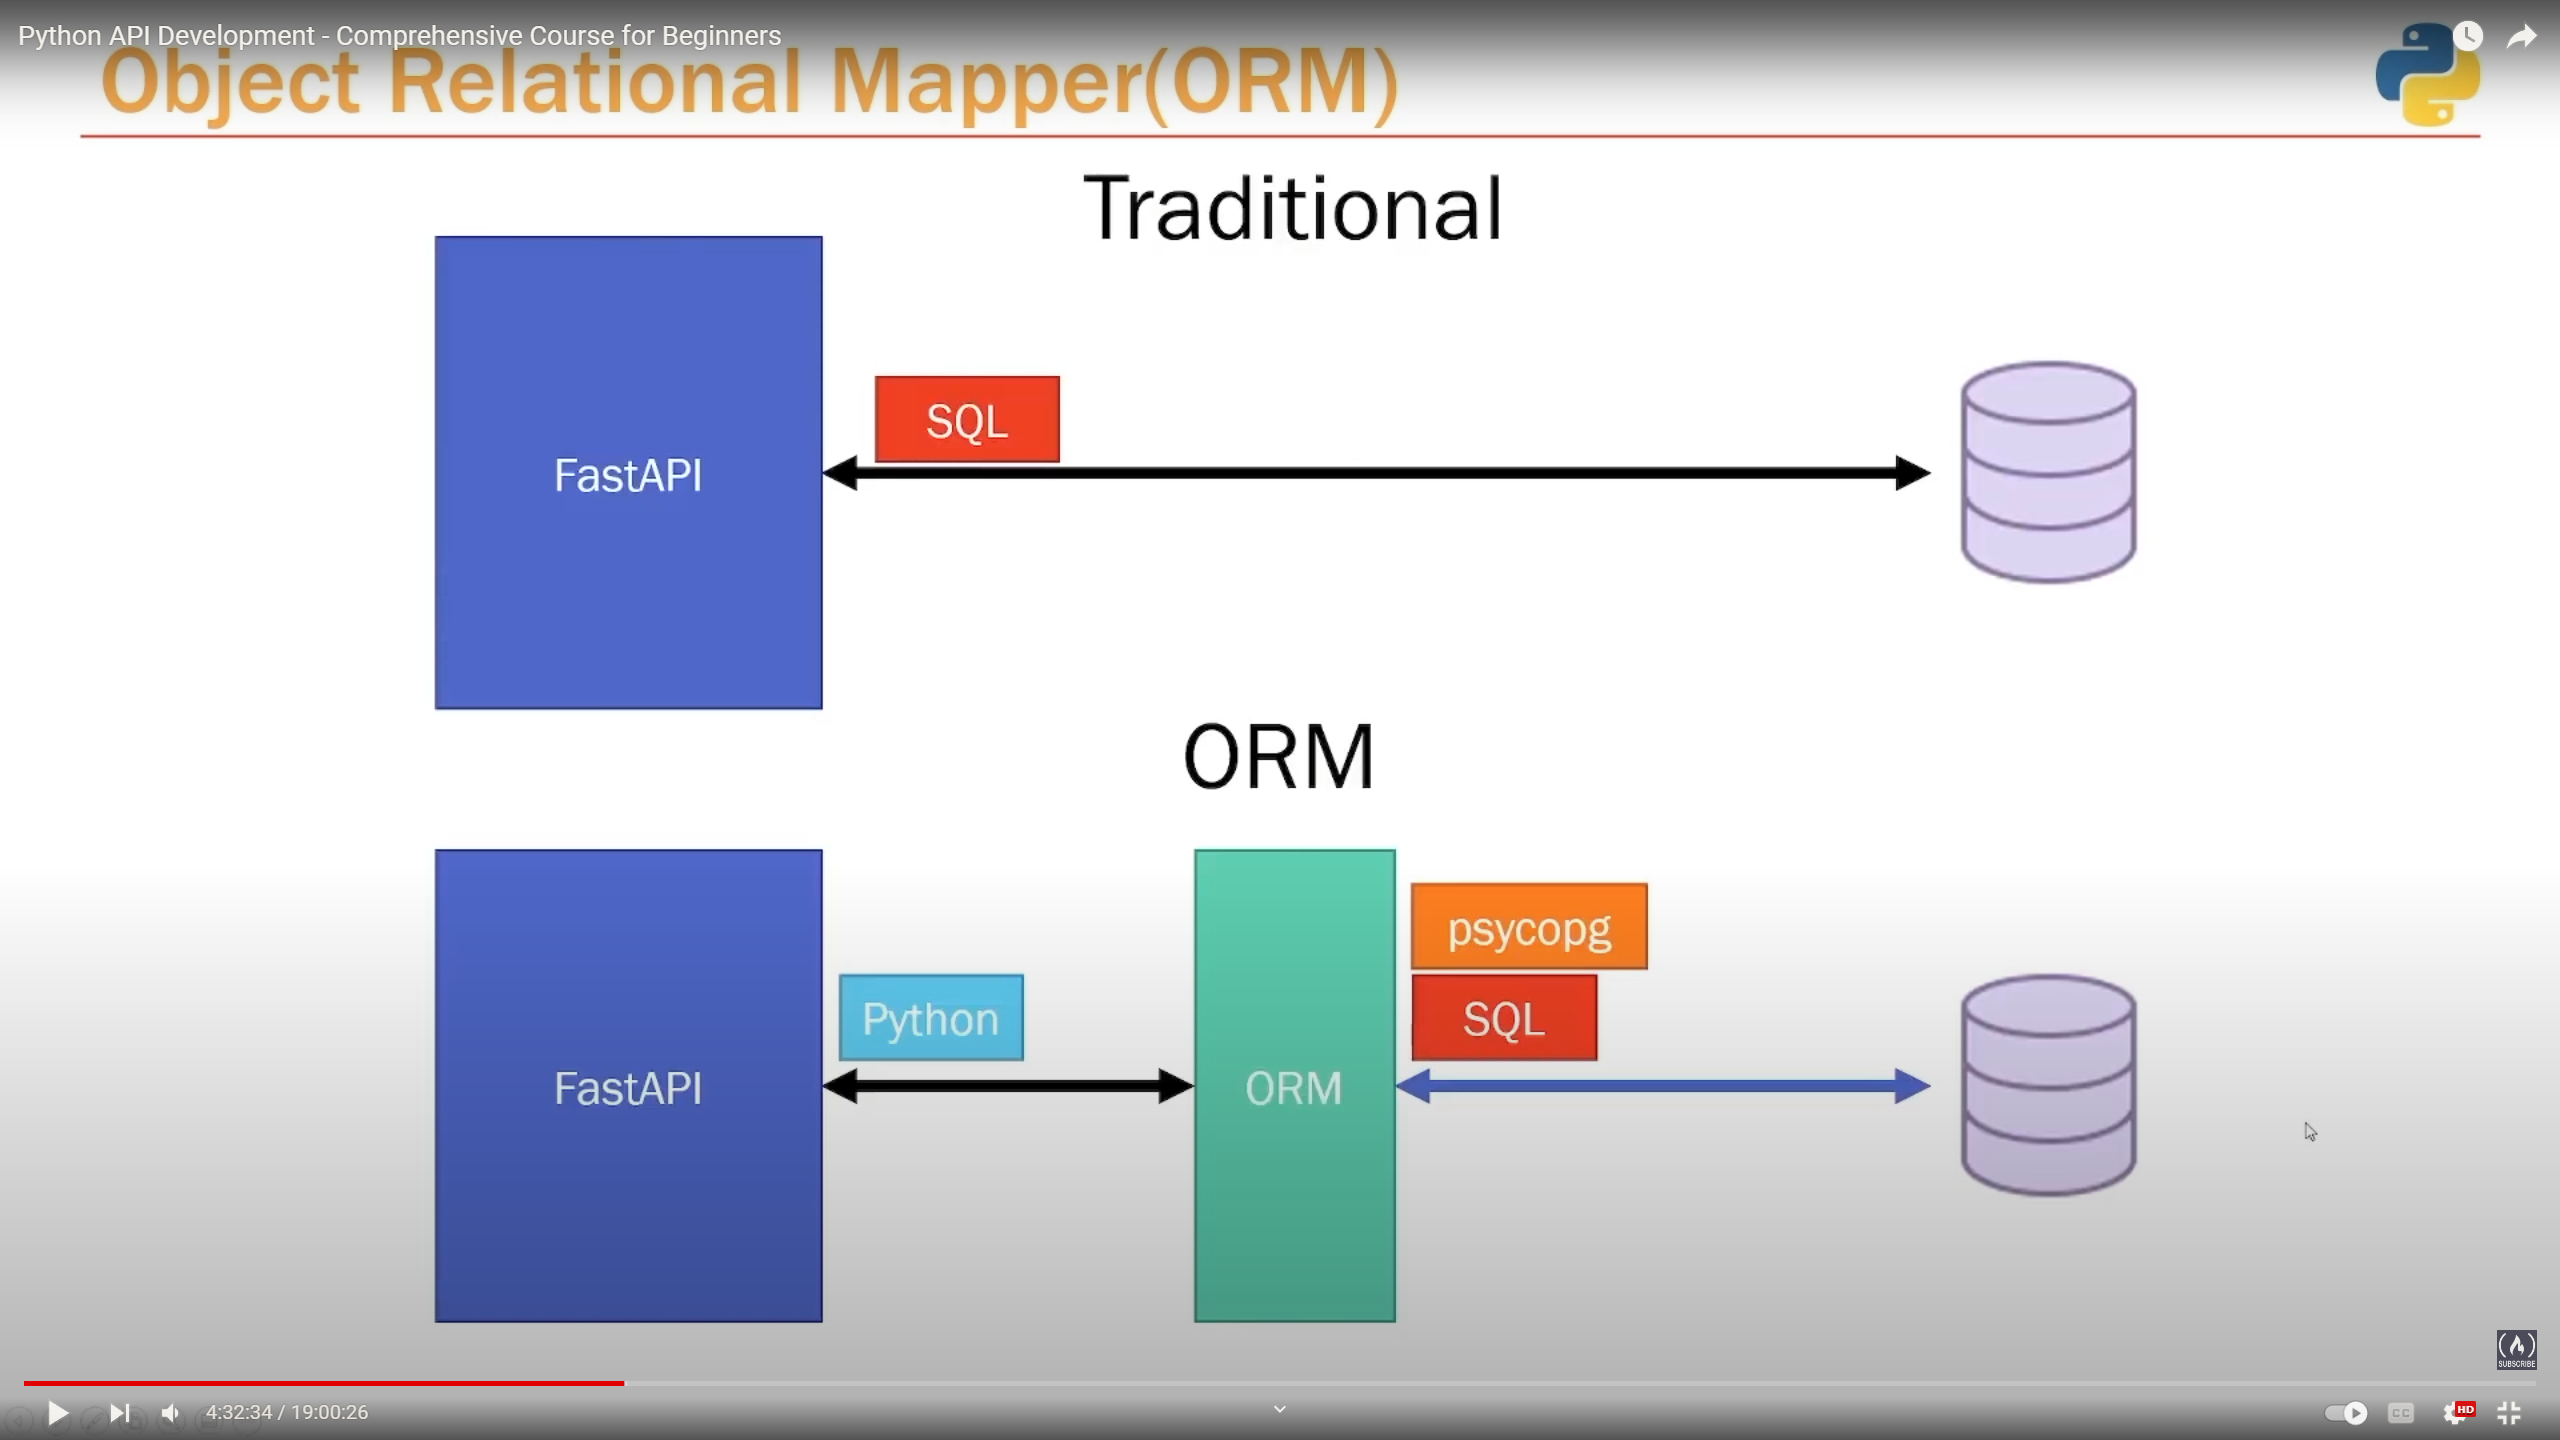 Python API Development - Comprehensive Course for Beginners
Object Relational Mapper(ORM)
Traditional
FastAPI
SQL
ORM
FastAPI
Python
ORM
psycopg
SQL
SUBSCRIBE
4:32:34 / 19:00:26
CC
HD